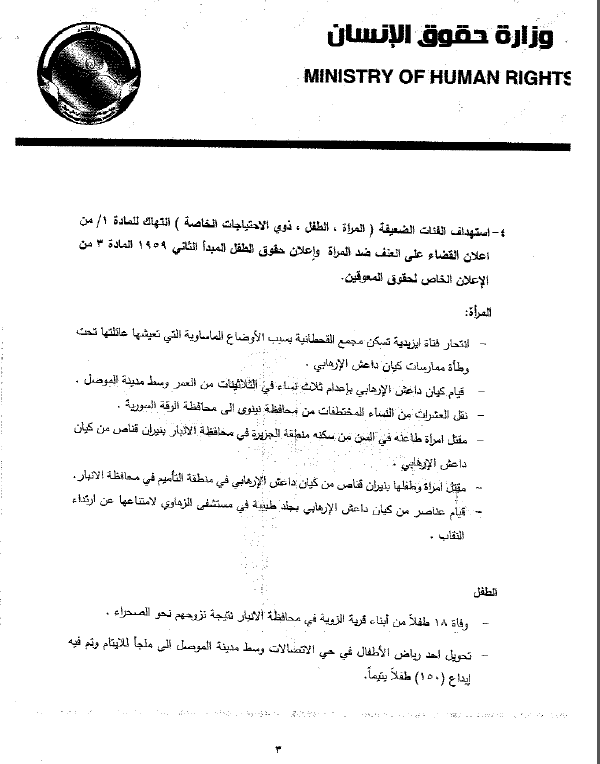 وزارة حقوق الإنسان
MINISTRY OF HUMAN RIGHTS
٤- استهداف الفئات الضعيفة ( المرأة ، الطفل ، ذوي الاحتياجات الخاصة ) انتهاك للمادة ١/ من
اعلان القضاء على العنف ضد المرأة وإعلان حقوق الطفل المبدأ الثاني ١٩٥٩ المادة ٣ من
الإعلان الخاص لحقوق المعوقين.
المرأة:
- انتحار فتاة ايزيدية تسكن مجمع القحطانية بسبب الأوضاع الماساوية التي تعيشها عائلتها تحت
وطأة ممارسات كيان داعش الإرهابي .
- قيام كيان داعش الإرهابي بإعدام ثلاث نساء في الثلاثينات من العمر وسط مدينة الموصل .
- نقل العشرات من النساء المختطفات من محافظة نينوى الى محافظة الرقة السورية .
- مقتل امراة طاعنه في السن من سكنه منطقة الجزيرة في محافظة الانبار بنيران قناص من كيان
داعش الإرهابي .
- مقتل امراة وطفلها بنيران قناص من كيان داعش الإرهابي في منطقة التأميم في محافظة الانبار.
- قيام عناصر من كيان داعش الإرهابي بجلد طبيبة في مستشفى الزهاوي لامتناعها عن ارتداء
النقاب .
الطفل
- وفاة ١٨ طفلاً من أبناء قرية الزوية في محافظة الانبار نتيجة نزوحهم نحو الصحراء .
- تحويل احد رياض الأطفال في حي الاتصالات وسط مدينة الموصل الى ملجأ للايتام وتم فيه
إيداع (١٥٠) طفلاً يتيماً.
٣